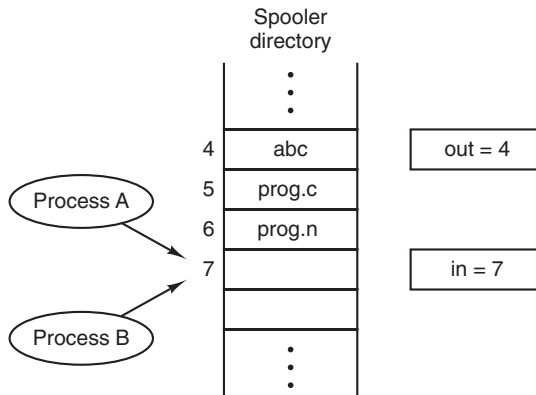 Spooler
directory
4 abc out = 4
Process A
5 prog.c
6 prog.n
7 in = 7
Process B